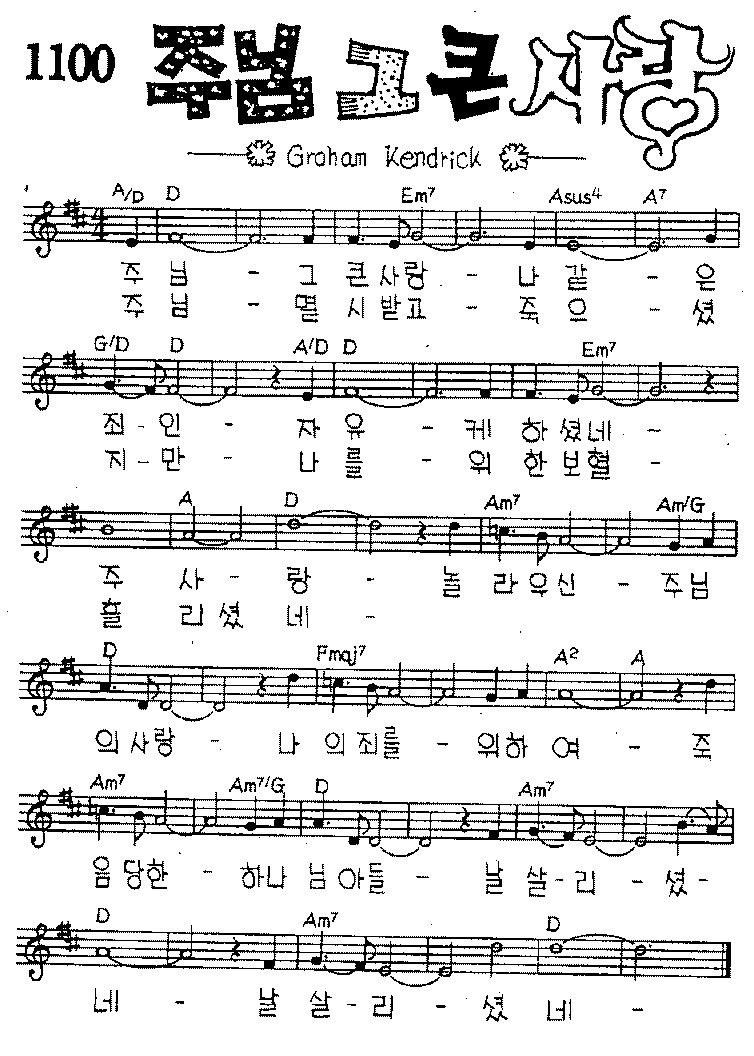 1100 주님 그 큰 사랑
Graham Kendrick
A/D D Em7 Asus4 A7
주 님 - 그 큰 사 랑 - 나 같 - 은
주 님 - 멸 시 받 고 - 죽 으 - 셨
G/D D A/D D Em7
죄 - 인 - 자 유 - 케 하 셨 네 -
지 - 만 - 나 를 - 위 한 보 혈 -
A D Am7 Am7/G
주 사 - 랑 - 놀 라 우 신 - 주 님
흘 리 셨 네 -
D Fmaj7 A2 A
의 사 랑 - 나 의 죄 를 - 위 하 여 - 죽
Am7 Am7/G D Am7
음 당 한 - 하 나 님 아 들 - 날 살 - 리 - 셨 -
D Am7 D
네 - 날 살 - 리 - 셨 네 -